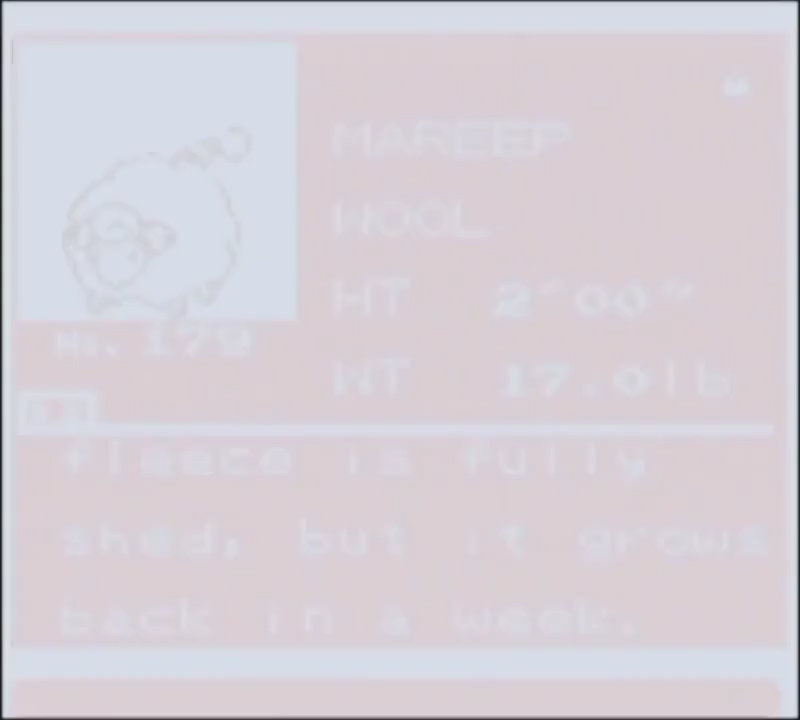 MAREEP
WOOL
HT 2'00"
No.179
WT 17.0lb
fleece is fully
shed, but it grows
back in a week.